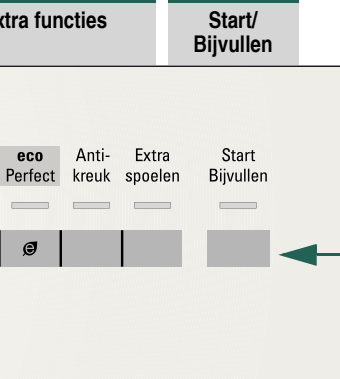 xtra functies
Start/
Bijvullen
eco
Perfect
Anti-
kreuk
Extra
spoelen
Start
Bijvullen